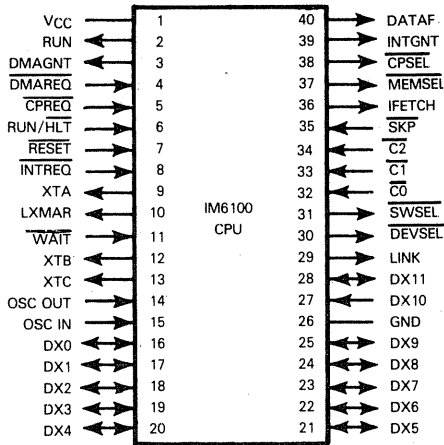 VCC 1 40 DATAF
RUN 2 39 INTGNT
DMAGNT 3 38 CPSEL
DMAREQ 4 37 MEMSEL
CPREQ 5 36 IFETCH
RUN/HLT 6 35 SKP
RESET 7 34 C2
INTREQ 8 33 C1
XTA 9 32 C0
LXMAR 10 IM6100 31 SWSEL
WAIT 11 CPU 30 DEVSEL
XTB 12 29 LINK
XTC 13 28 DX11
OSC OUT 14 27 DX10
OSC IN 15 26 GND
DX0 16 25 DX9
DX1 17 24 DX8
DX2 18 23 DX7
DX3 19 22 DX6
DX4 20 21 DX5